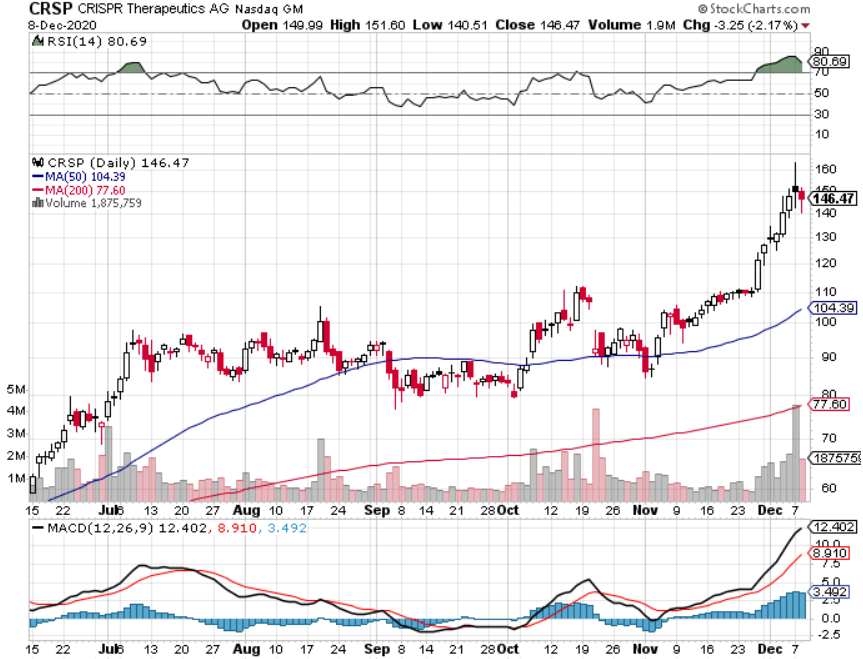 CRSP CRISPR Therapeutics AG Nasdaq GM © StockCharts.com
8-Dec-2020 Open 149.99 High 151.60 Low 140.51 Close 146.47 Volume 1.9M Chg -3.25 (-2.17%)
RSI(14) 80.69
90
80.69
70
50
30
10
CRSP (Daily) 146.47
MA(50) 104.39
MA(200) 77.60
Volume 1,875,759
160
150
146.47
140
130
120
110
104.39
100
90
80
77.60
70
1875759
60
5M
4M
3M
2M
1M
15 22 Jul6 13 20 27 Aug 10 17 24 Sep 8 14 21 28 Oct 12 19 26 Nov 9 16 23 Dec 7
MACD(12,26,9) 12.402, 8.910, 3.492
12.402
10.0
8.910
7.5
5.0
3.492
2.5
0.0
-2.5
15 22 Jul6 13 20 27 Aug 10 17 24 Sep 8 14 21 28 Oct 12 19 26 Nov 9 16 23 Dec 7